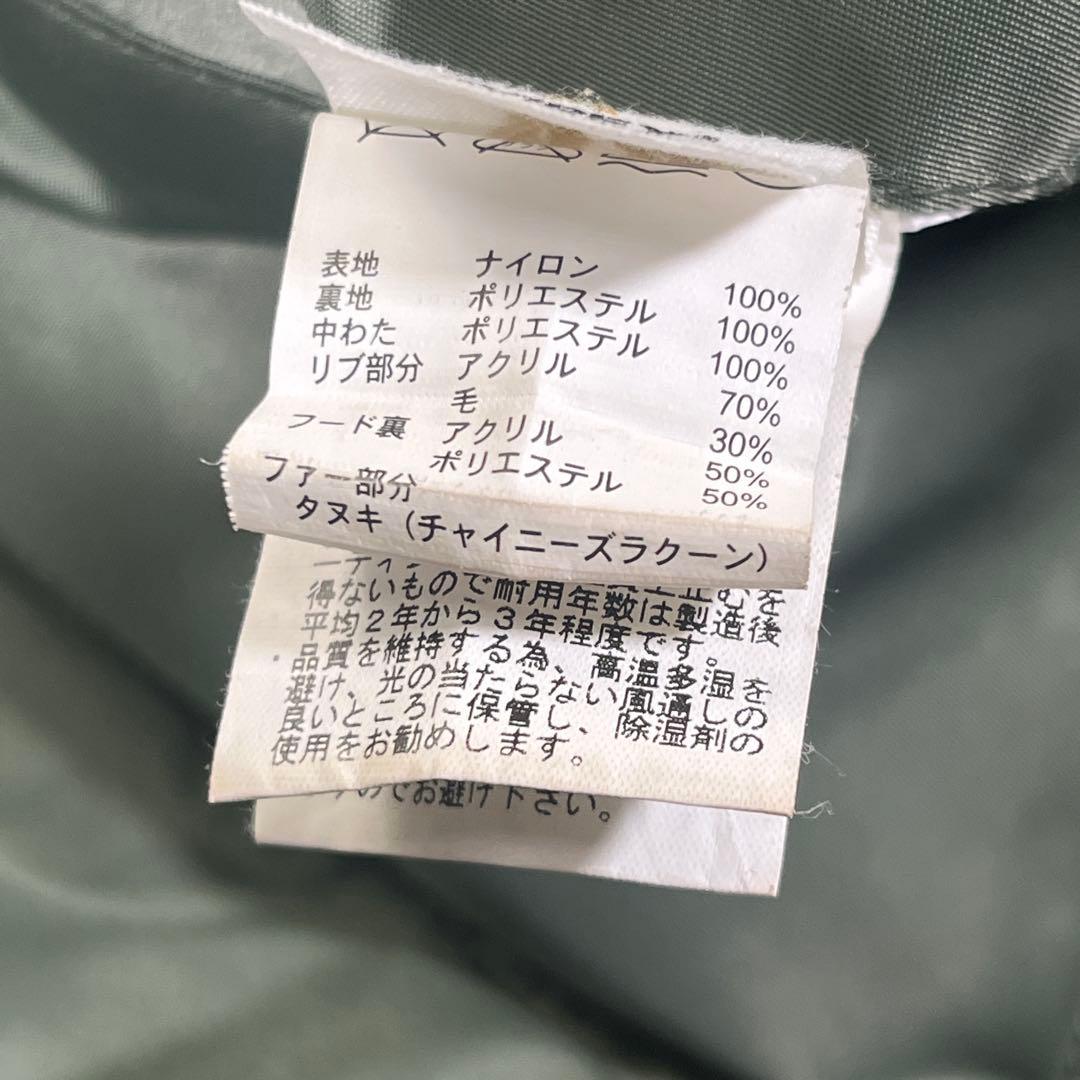 表地 ナイロン 100%
裏地 ポリエステル 100%
中わた ポリエステル 100%
リブ部分 アクリル 70%
毛 30%
フード裏 アクリル 50%
ポリエステル 50%
ファー部分
タヌキ（チャイニーズラクーン）
得ないもので耐用年数は製造後
平均2年から3年程度です。
・品質を維持する為、高温多湿を
避け、光の当たらない風通しの
良いところに保管し、除湿剤の
使用をお勧めします。
のでお避け下さい。